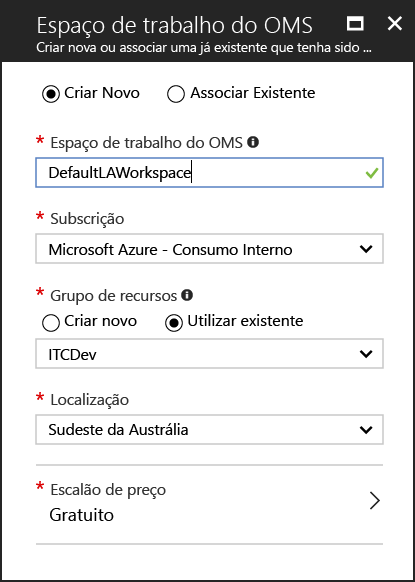 Espaço de trabalho do OMS
Criar nova ou associar uma já existente que tenha sido ...
Criar Novo Associar Existente
* Espaço de trabalho do OMS
DefaultLAWorkspace
* Subscrição
Microsoft Azure - Consumo Interno
* Grupo de recursos
Criar novo Utilizar existente
ITCDev
* Localização
Sudeste da Austrália
* Escalão de preço
Gratuito